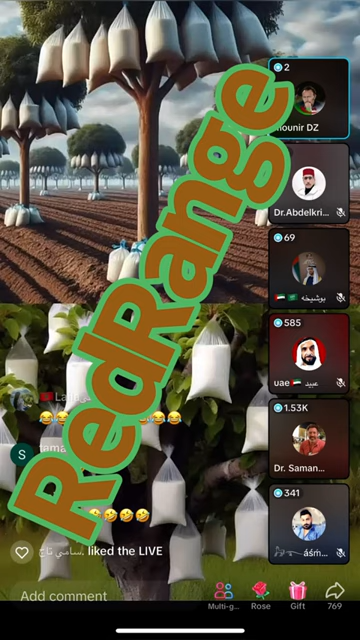 2
mounir DZ
Dr.Abdelkri...
69
بوشيخه
585
uae عبيد
1.53K
Dr. Saman...
341
RedRange
😂😂
S
🤣🤣🤣
سامي تاج. liked the LIVE
Add comment
Multi-g...
Rose
Gift
769